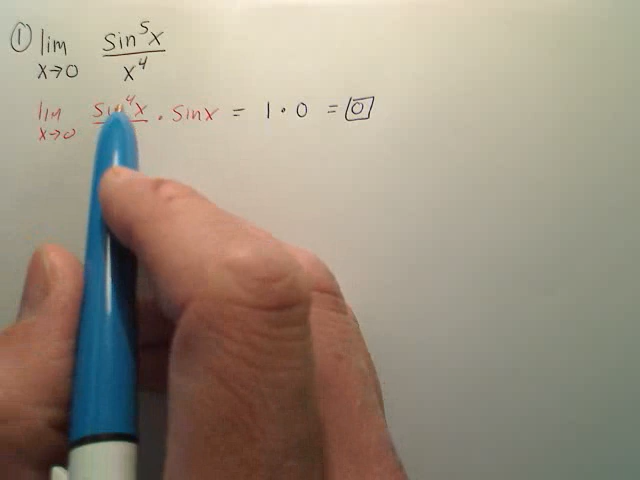 ① lim sin⁵x / x⁴
x→0
lim sin⁴x · sinx = 1 · 0 = 0
x→0